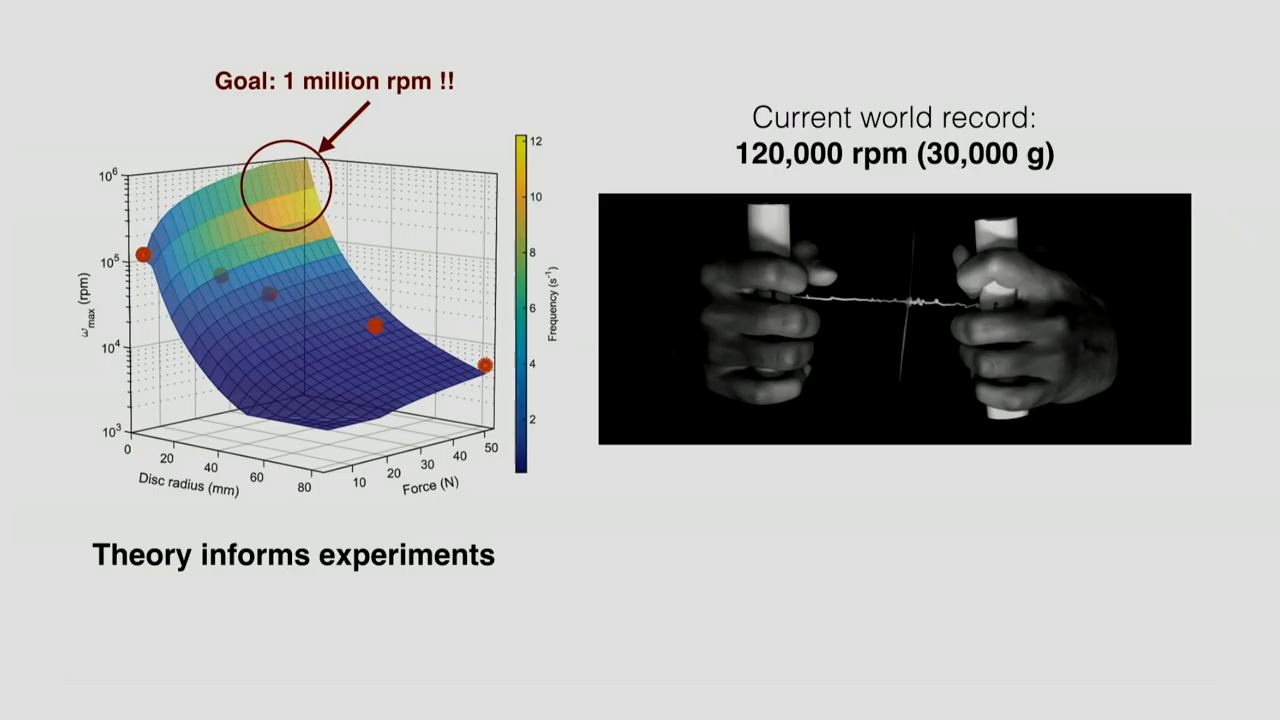 Goal: 1 million rpm !!
10⁶
10⁵
10⁴
10³
ω_max (rpm)
0
20
40
60
80
Disc radius (mm)
10
20
30
40
50
Force (N)
12
10
8
6
4
2
Frequency (s⁻¹)
Theory informs experiments
Current world record:
120,000 rpm (30,000 g)